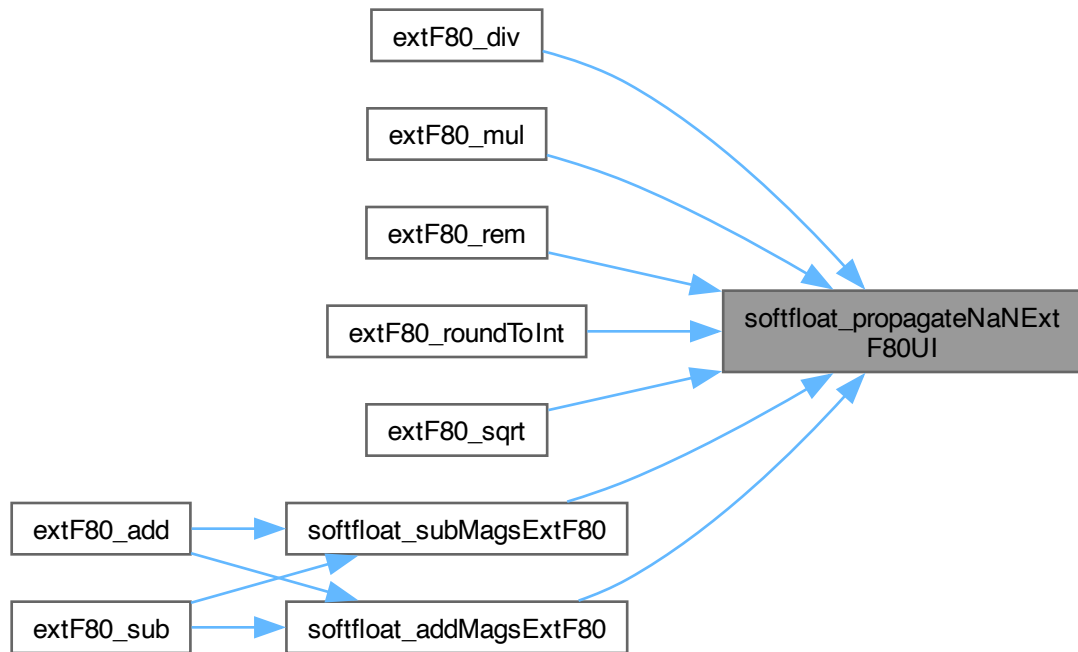 extF80_div
extF80_mul
extF80_rem
extF80_roundToInt
extF80_sqrt
softfloat_propagateNaNExt
F80UI
extF80_add
softfloat_subMagsExtF80
extF80_sub
softfloat_addMagsExtF80